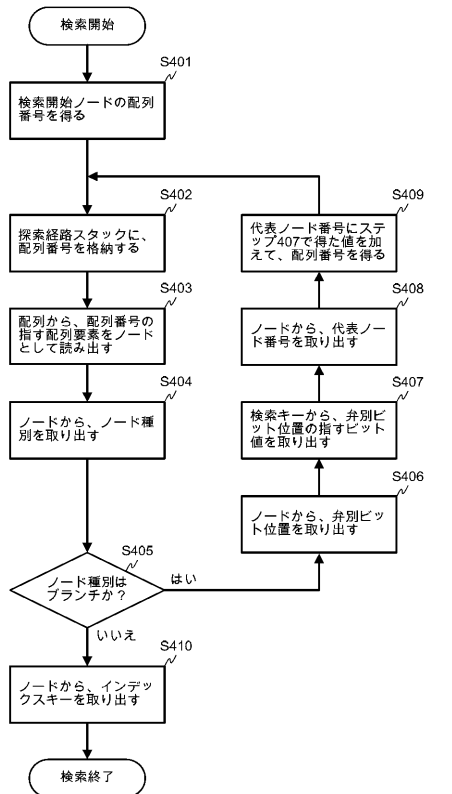 検索開始
S401
検索開始ノードの配列
番号を得る
S402
探索経路スタックに、
配列番号を格納する
S403
配列から、配列番号の
指す配列要素をノード
として読み出す
S404
ノードから、ノード種
別を取り出す
S405
ノード種別は
ブランチか?
はい
いいえ
S406
ノードから、弁別ビッ
ト位置を取り出す
S407
検索キーから、弁別ビ
ット位置の指すビット
値を取り出す
S408
ノードから、代表ノー
ド番号を取り出す
S409
代表ノード番号にステ
ップ407で得た値を加
えて、配列番号を得る
S410
ノードから、インデッ
クスキーを取り出す
検索終了